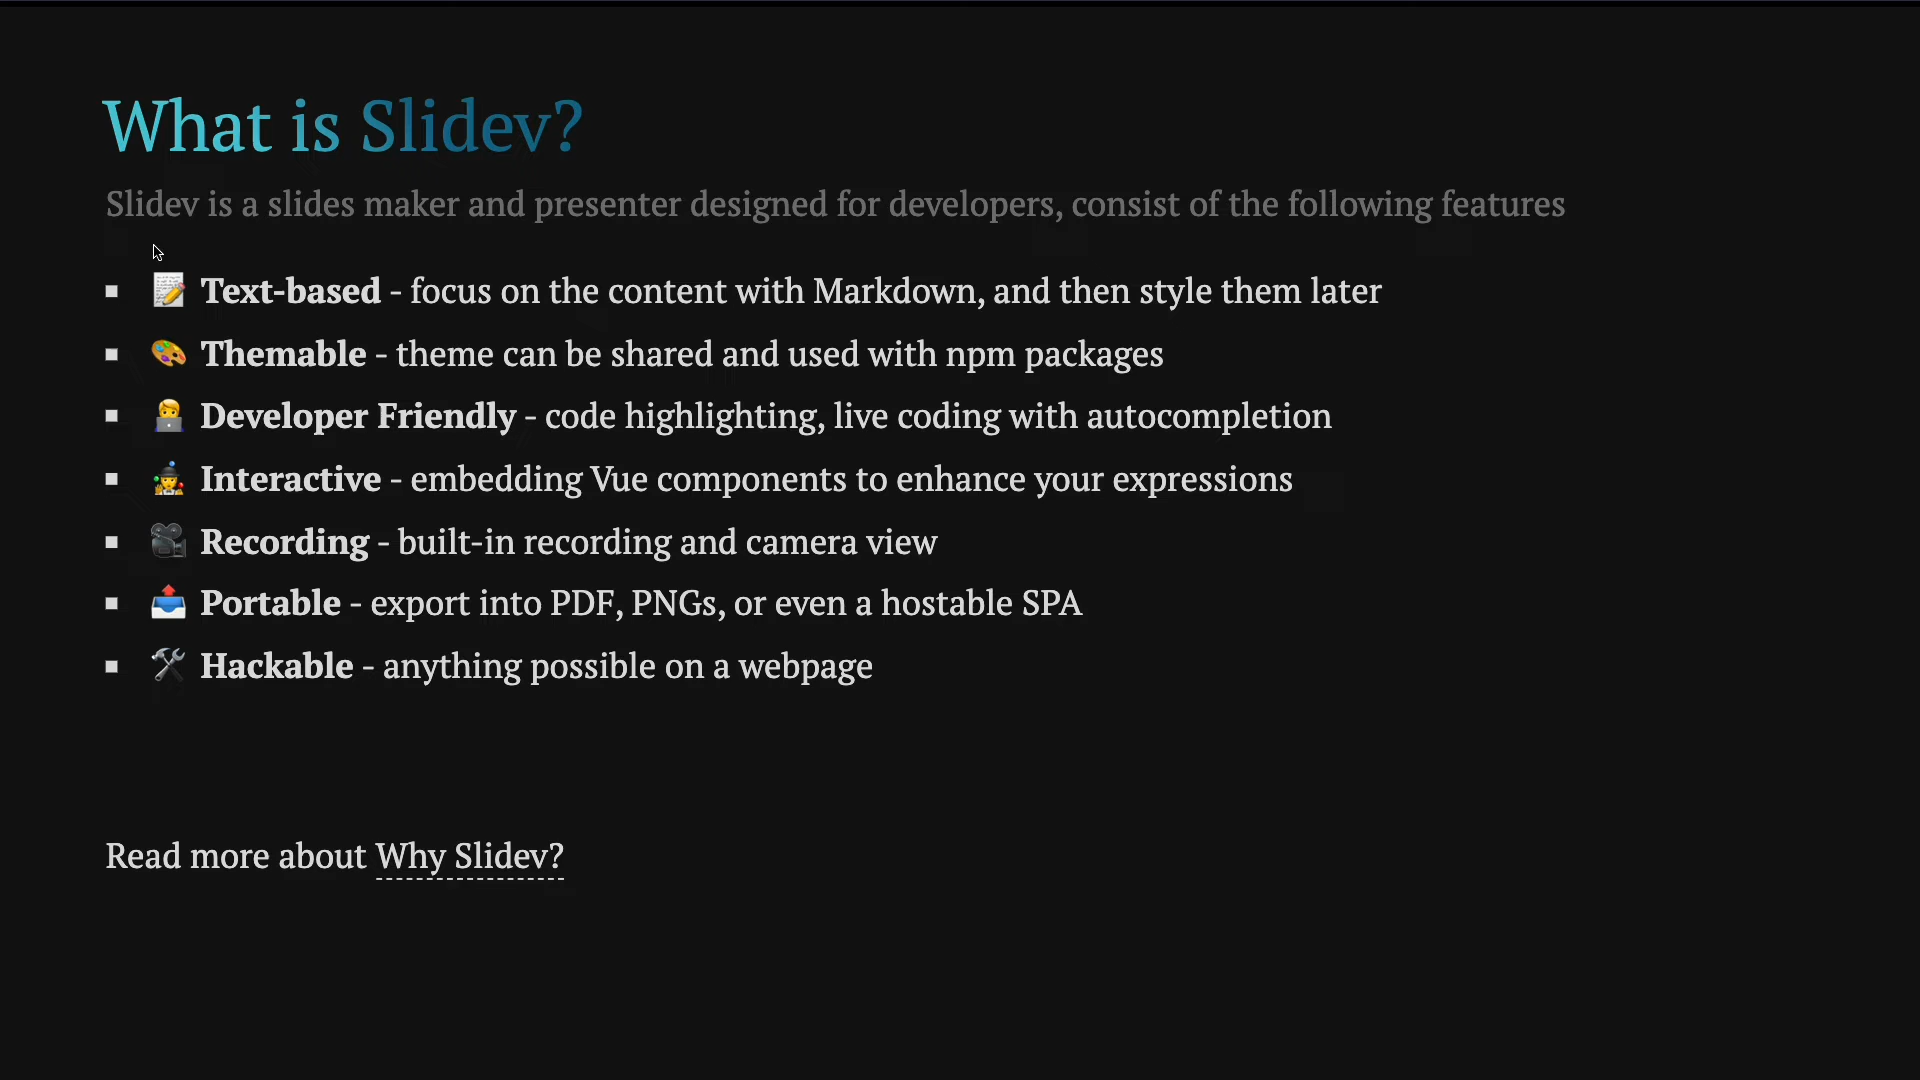 What is Slidev?
Slidev is a slides maker and presenter designed for developers, consist of the following features
📝 Text-based - focus on the content with Markdown, and then style them later
🎨 Themable - theme can be shared and used with npm packages
🧑‍💻 Developer Friendly - code highlighting, live coding with autocompletion
🤹 Interactive - embedding Vue components to enhance your expressions
🎥 Recording - built-in recording and camera view
📤 Portable - export into PDF, PNGs, or even a hostable SPA
🛠 Hackable - anything possible on a webpage
Read more about Why Slidev?